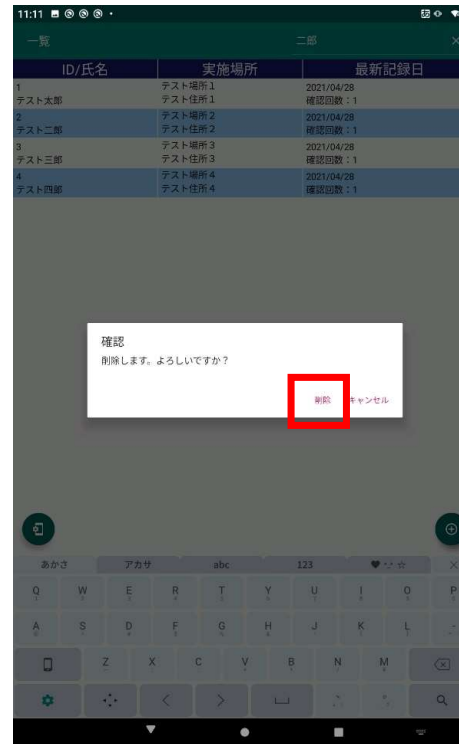 11:11
一覧 二郎 ×
ID/氏名 実施場所 最新記録日
1 テスト場所１ 2021/04/28
テスト太郎 テスト住所１ 確認回数：1
2 テスト場所２ 2021/04/28
テスト二郎 テスト住所２ 確認回数：1
3 テスト場所３ 2021/04/28
テスト三郎 テスト住所３ 確認回数：1
4 テスト場所４ 2021/04/28
テスト四郎 テスト住所４ 確認回数：1
確認
削除します。よろしいですか？
削除 キャンセル
あかさ アカサ abc 123 ♥ ☆ ×
Q W E R T Y U I O P
A S D F G H J K L
Z X C V B N M